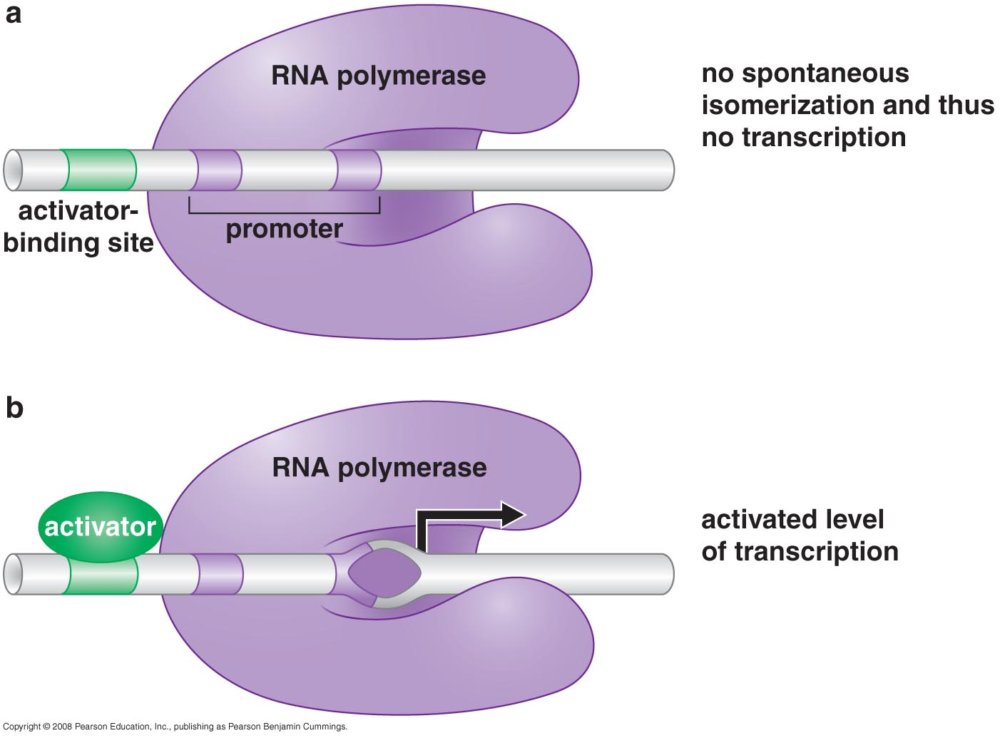 a
RNA polymerase
no spontaneous
isomerization and thus
no transcription
activator-
binding site
promoter
b
RNA polymerase
activator
activated level
of transcription
Copyright © 2008 Pearson Education, Inc., publishing as Pearson Benjamin Cummings.